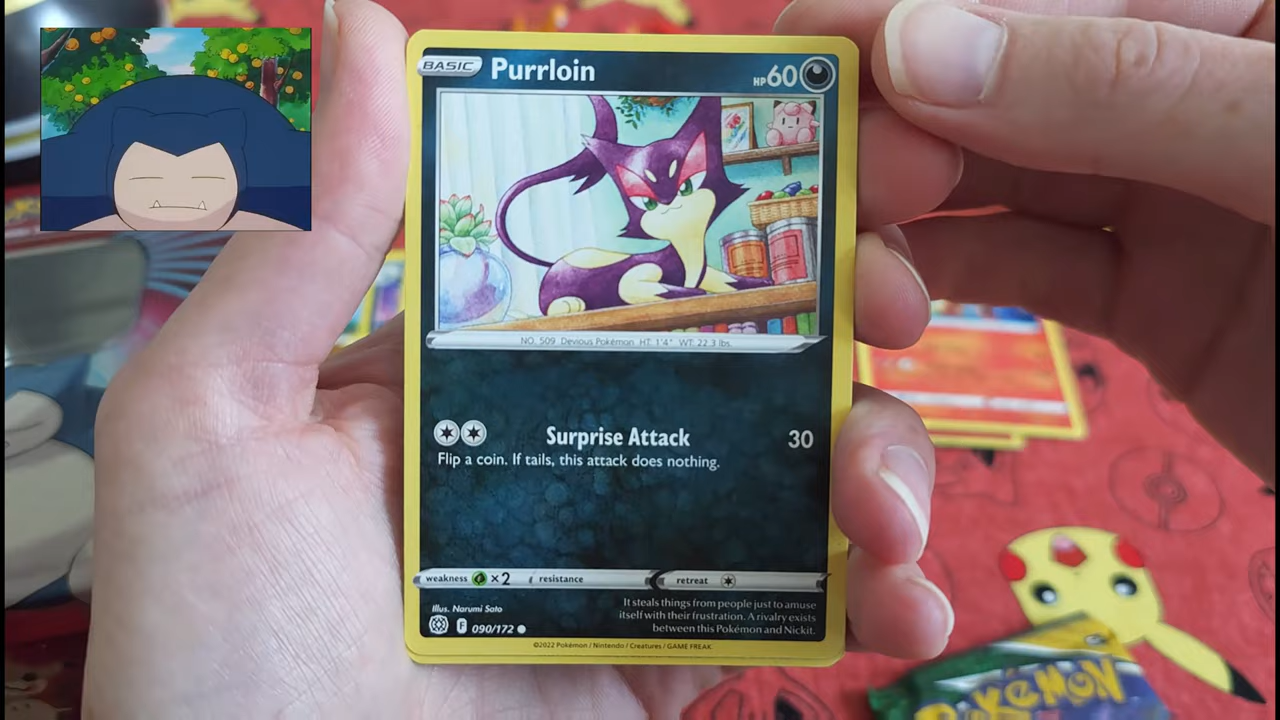 BASIC Purrloin HP60
NO. 509 Devious Pokémon HT: 1'4" WT: 22.3 lbs.
Surprise Attack 30
Flip a coin. If tails, this attack does nothing.
weakness ×2 resistance retreat
Illus. Narumi Sato
It steals things from people just to amuse
itself with their frustration. A rivalry exists
between this Pokémon and Nickit.
F 090/172
©2022 Pokémon / Nintendo / Creatures / GAME FREAK
POKéMON